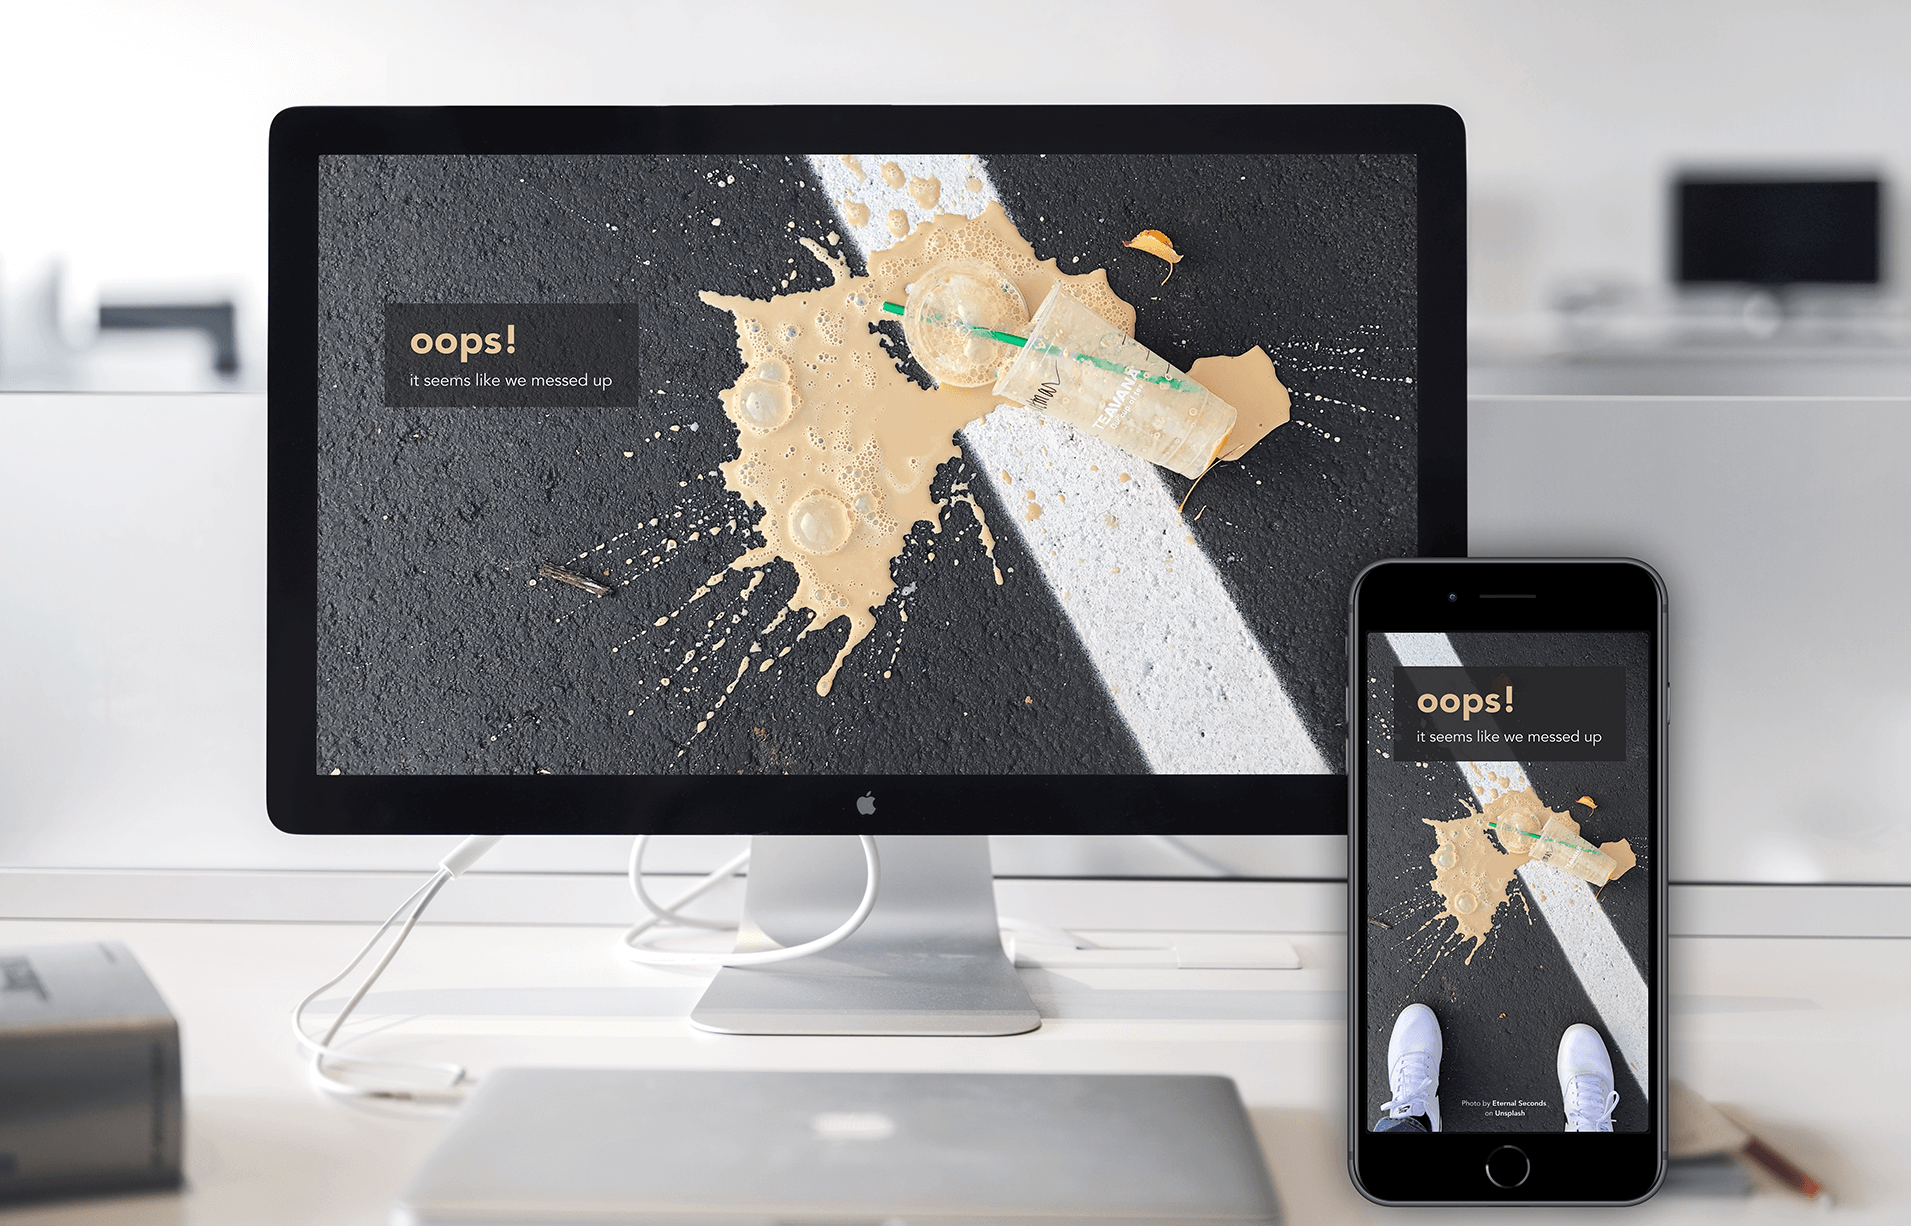 oops!
it seems like we messed up
TEAVANA
oops!
it seems like we messed up
Photo by Eternal Seconds
on Unsplash